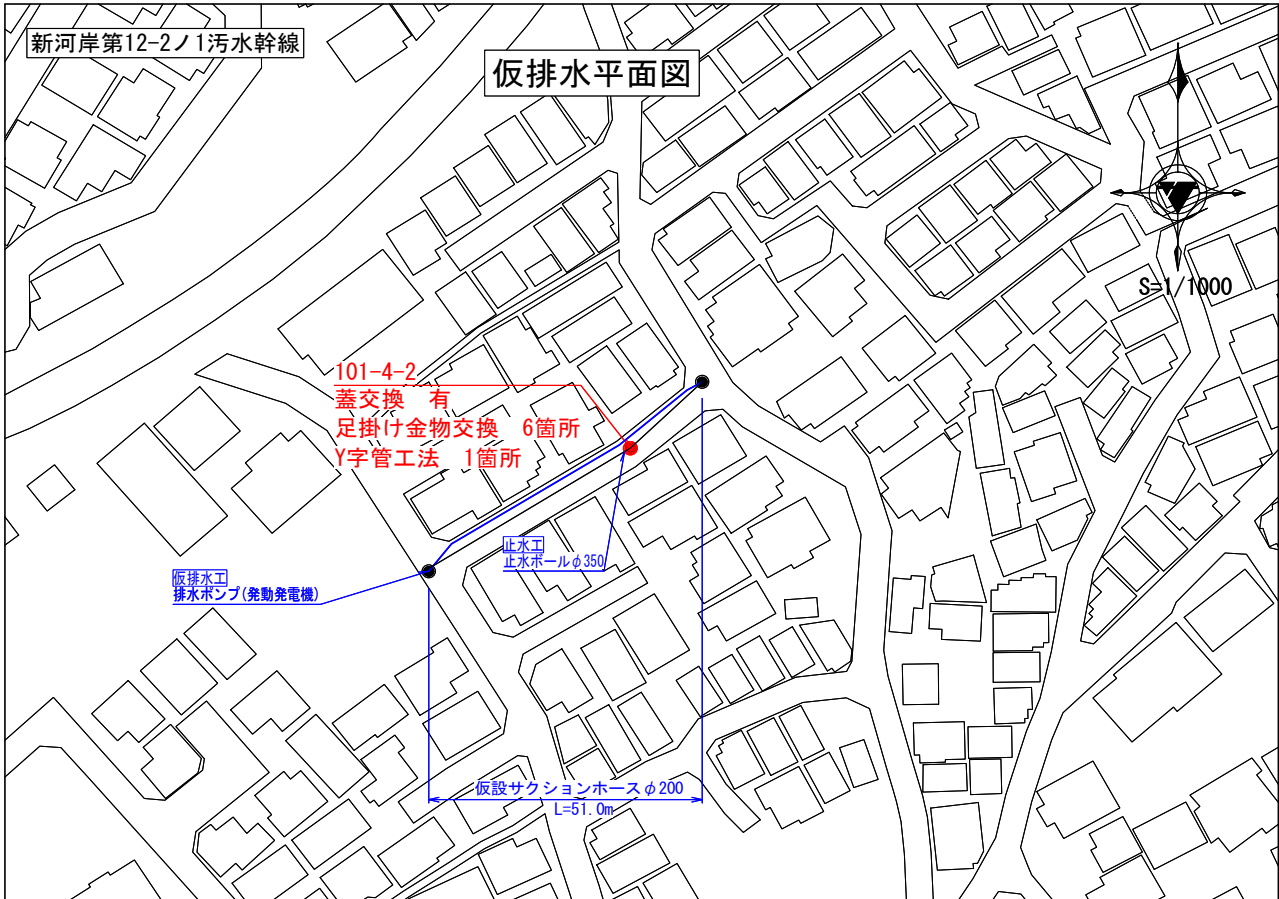 新河岸第12-2ノ1汚水幹線
仮排水平面図
S=1/1000
101-4-2
蓋交換　有
足掛け金物交換　6箇所
Y字管工法　1箇所
止水工
止水ボールφ350
仮排水工
排水ポンプ(発動発電機)
仮設サクションホースφ200
L=51.0m